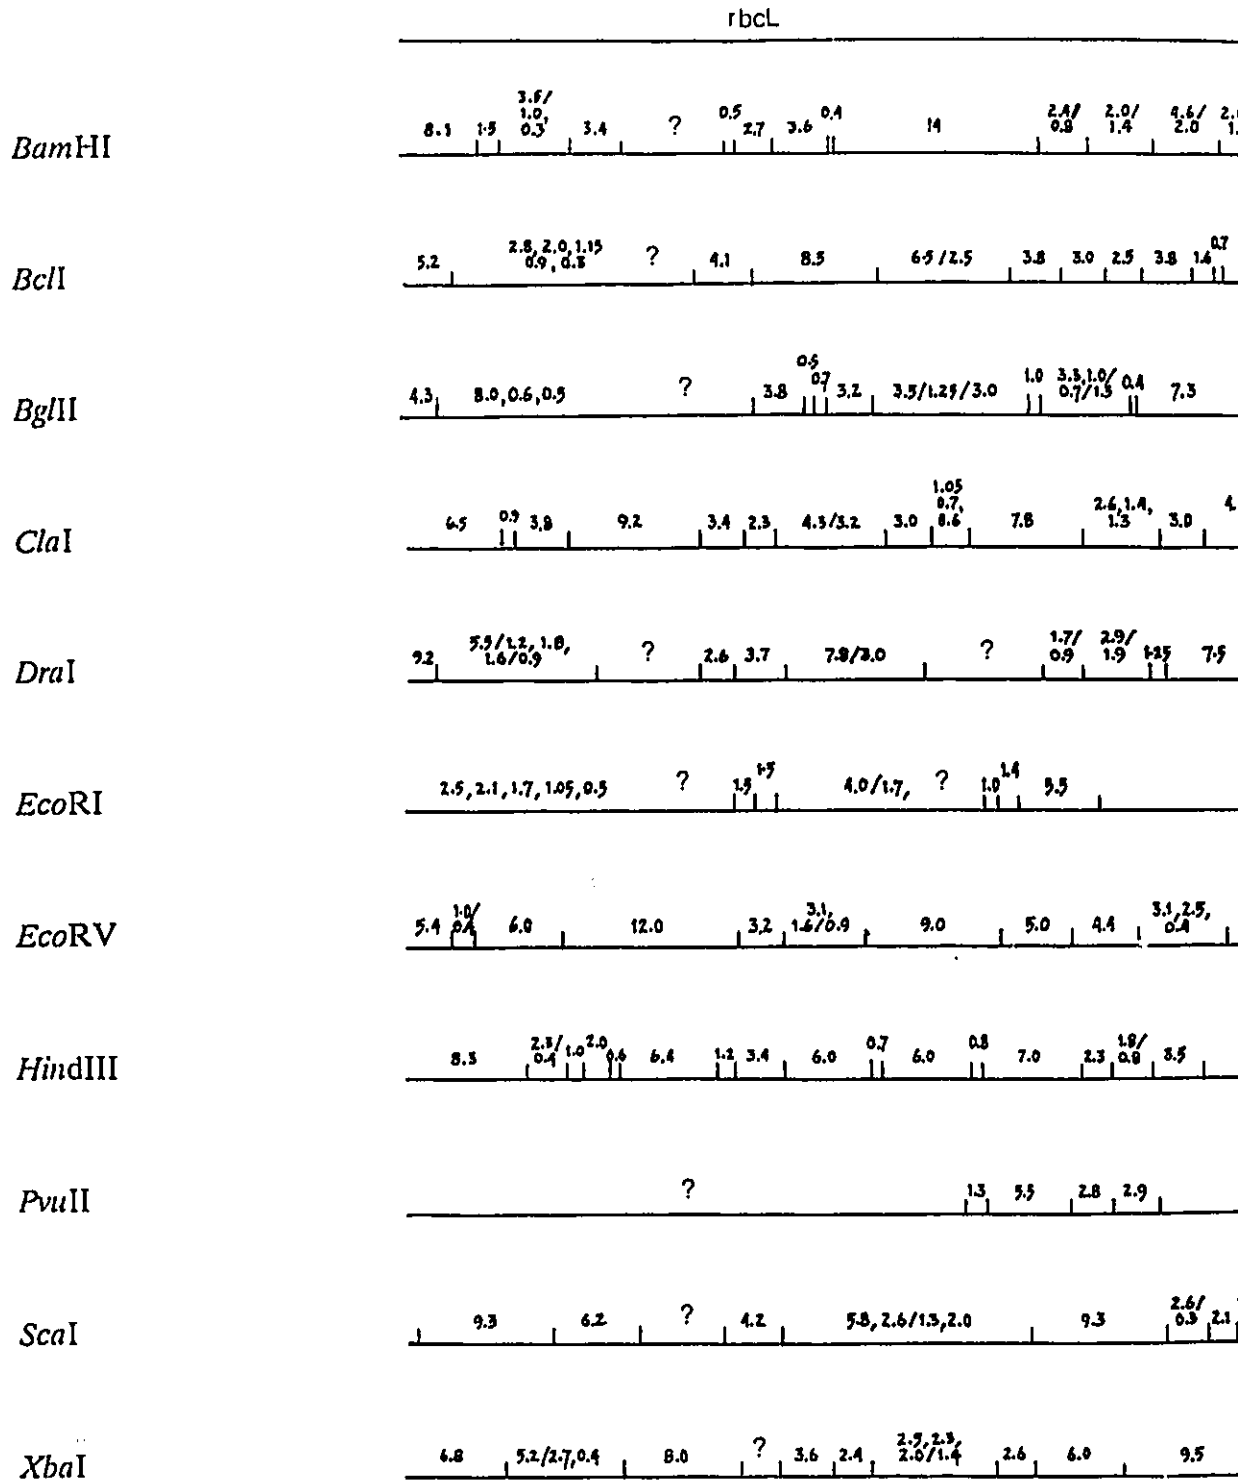 rbcL
BamHI 8.1 1.5 1.0, 0.3 3.4 ? 0.5 2.7 3.6 0.4 14 2.4/ 0.8 2.0/ 1.4 4.6/ 2.0
BclI 5.2 2.8, 2.0, 1.15 0.9, 0.3 ? 4.1 8.5 6.5/2.5 3.8 3.0 2.5 3.8 1.6 0.7
BglII 4.3 8.0, 0.6, 0.5 ? 3.8 0.5 0.7 3.2 3.5/1.25/3.0 1.0 3.3, 1.0/ 0.7/1.3 0.4 7.3
ClaI 6.5 0.9 3.8 9.2 3.4 2.3 4.3/3.2 3.0 1.05 0.7, 0.6 7.8 2.6, 1.4, 1.3 3.0 4.
DraI 9.2 5.5/1.2, 1.8, 1.6/0.9 ? 2.6 3.7 7.8/8.0 ? 1.7/ 0.9 2.9/ 1.9 1.25 7.5
EcoRI 2.5, 2.1, 1.7, 1.05, 0.5 ? 1.5 1.5 4.0/1.7, ? 1.0 1.4 5.5
EcoRV 5.4 1.0/ 0.4 6.0 12.0 3.2 3.1, 1.6/0.9 9.0 5.0 4.4 3.1, 2.5, 0.4
HindIII 8.3 2.3/ 0.4 1.0 2.0 0.6 6.4 1.2 3.4 6.0 0.7 6.0 0.8 7.0 2.3 1.8/ 0.8 3.5
PvuII ? 1.3 5.5 2.8 2.9
ScaI 9.3 6.2 ? 4.2 5.8, 2.6/1.3, 2.0 9.3 2.6/ 0.3 2.1
XbaI 6.8 5.2/2.7, 0.4 8.0 ? 3.6 2.4 2.5, 2.3, 2.0/1.4 2.6 6.0 9.5